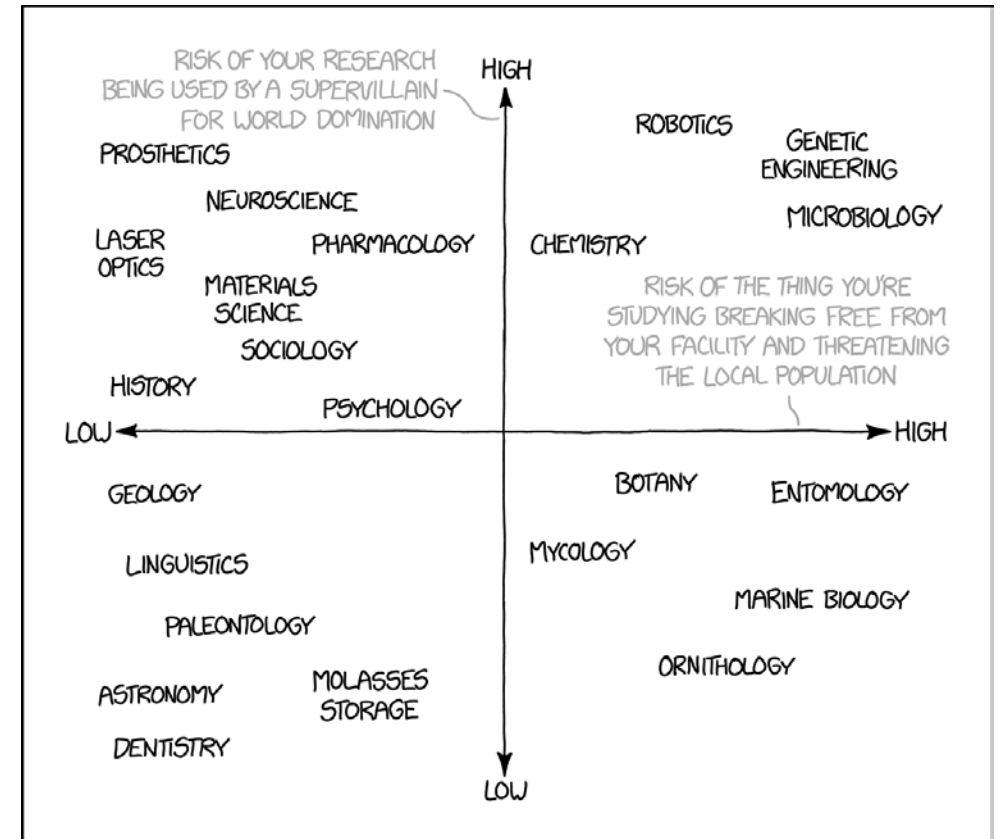 RISK OF YOUR RESEARCH
BEING USED BY A SUPERVILLAIN
FOR WORLD DOMINATION
HIGH
PROSTHETICS
ROBOTICS
GENETIC
ENGINEERING
NEUROSCIENCE
MICROBIOLOGY
LASER
OPTICS
PHARMACOLOGY
CHEMISTRY
MATERIALS
SCIENCE
RISK OF THE THING YOU'RE
STUDYING BREAKING FREE FROM
YOUR FACILITY AND THREATENING
THE LOCAL POPULATION
SOCIOLOGY
HISTORY
PSYCHOLOGY
LOW
HIGH
GEOLOGY
BOTANY
ENTOMOLOGY
LINGUISTICS
MYCOLOGY
MARINE BIOLOGY
PALEONTOLOGY
ORNITHOLOGY
ASTRONOMY
MOLASSES
STORAGE
DENTISTRY
LOW